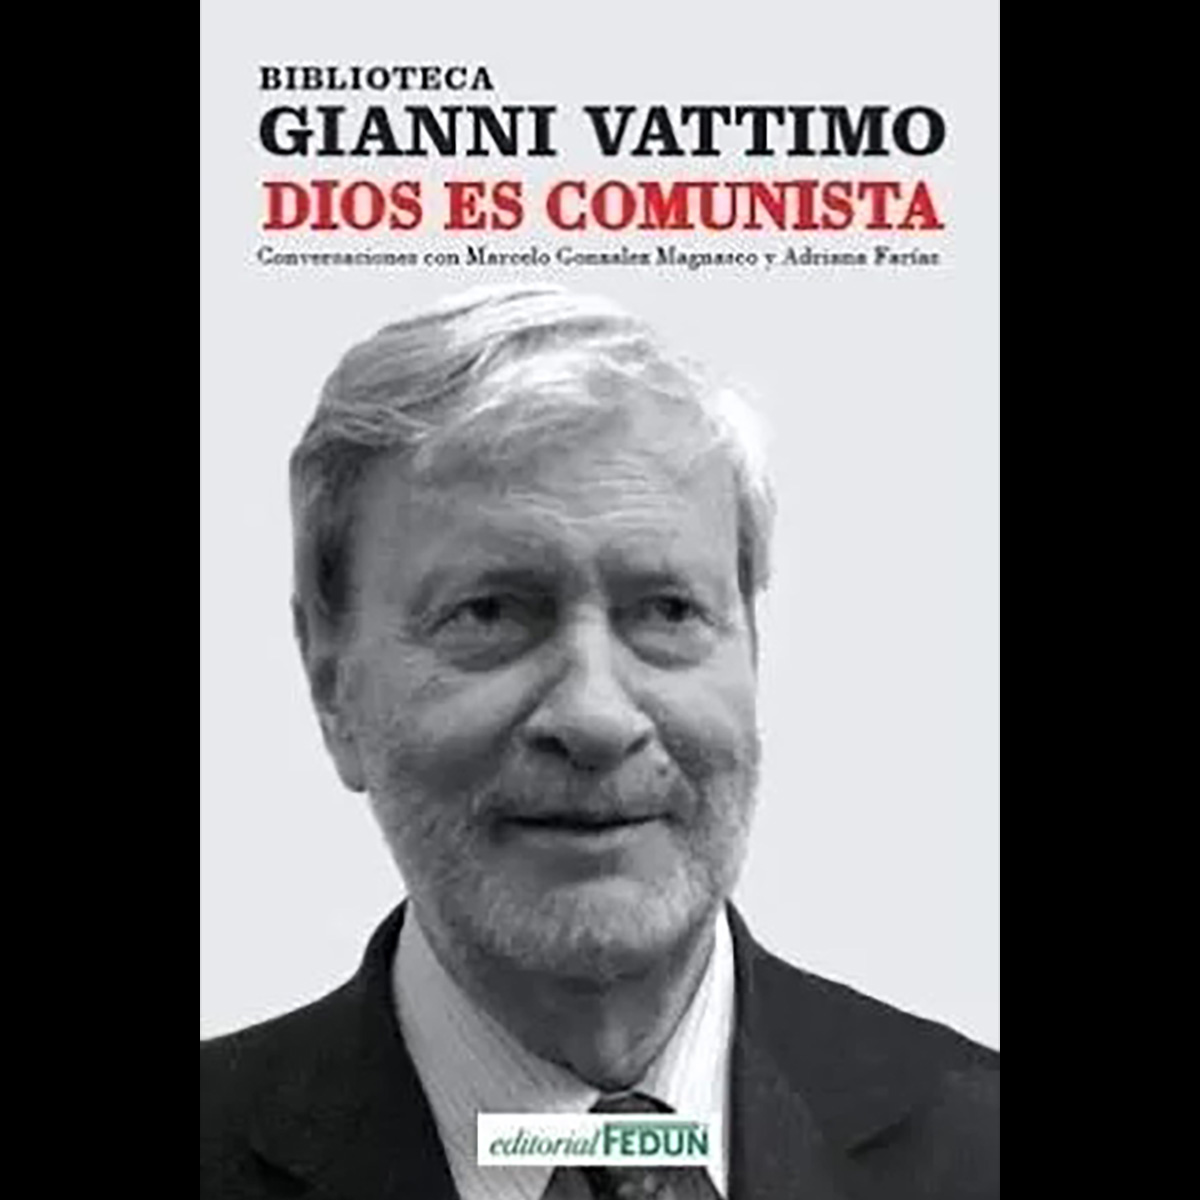 BIBLIOTECA
GIANNI VATTIMO
DIOS ES COMUNISTA
Conversaciones con Marcelo Gonzalez Magnasco y Adriana Farías
editorial FEDUN